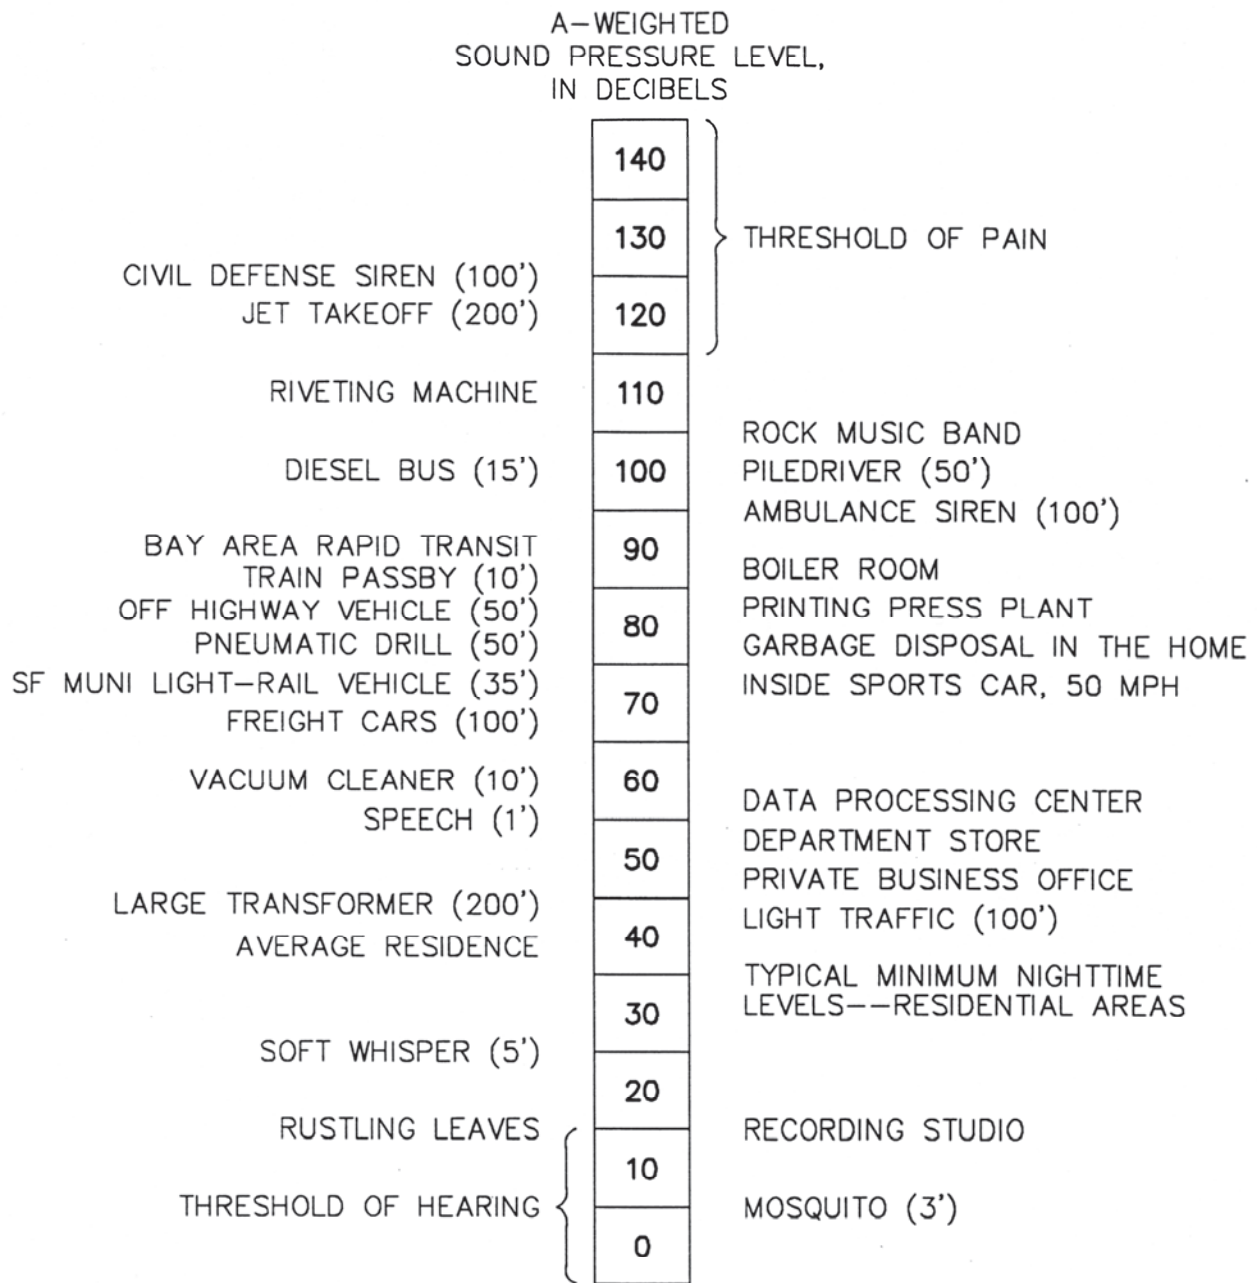 A-WEIGHTED
SOUND PRESSURE LEVEL,
IN DECIBELS
140
130
THRESHOLD OF PAIN
CIVIL DEFENSE SIREN (100')
JET TAKEOFF (200')
120
RIVETING MACHINE
110
ROCK MUSIC BAND
DIESEL BUS (15')
100
PILEDRIVER (50')
AMBULANCE SIREN (100')
BAY AREA RAPID TRANSIT
TRAIN PASSBY (10')
90
BOILER ROOM
OFF HIGHWAY VEHICLE (50')
PNEUMATIC DRILL (50')
80
PRINTING PRESS PLANT
GARBAGE DISPOSAL IN THE HOME
SF MUNI LIGHT-RAIL VEHICLE (35')
FREIGHT CARS (100')
70
INSIDE SPORTS CAR, 50 MPH
VACUUM CLEANER (10')
60
DATA PROCESSING CENTER
SPEECH (1')
DEPARTMENT STORE
50
PRIVATE BUSINESS OFFICE
LARGE TRANSFORMER (200')
LIGHT TRAFFIC (100')
AVERAGE RESIDENCE
40
TYPICAL MINIMUM NIGHTTIME
LEVELS--RESIDENTIAL AREAS
30
SOFT WHISPER (5')
20
RUSTLING LEAVES
RECORDING STUDIO
10
THRESHOLD OF HEARING
MOSQUITO (3')
0